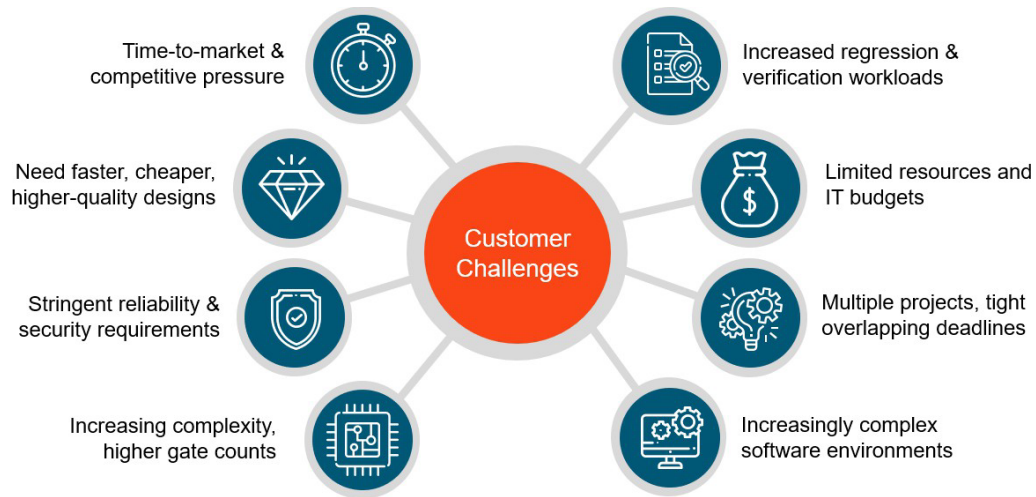 Time-to-market &
competitive pressure
Increased regression &
verification workloads
Need faster, cheaper,
higher-quality designs
Limited resources and
IT budgets
$
Customer
Challenges
Stringent reliability &
security requirements
Multiple projects, tight
overlapping deadlines
Increasing complexity,
higher gate counts
Increasingly complex
software environments